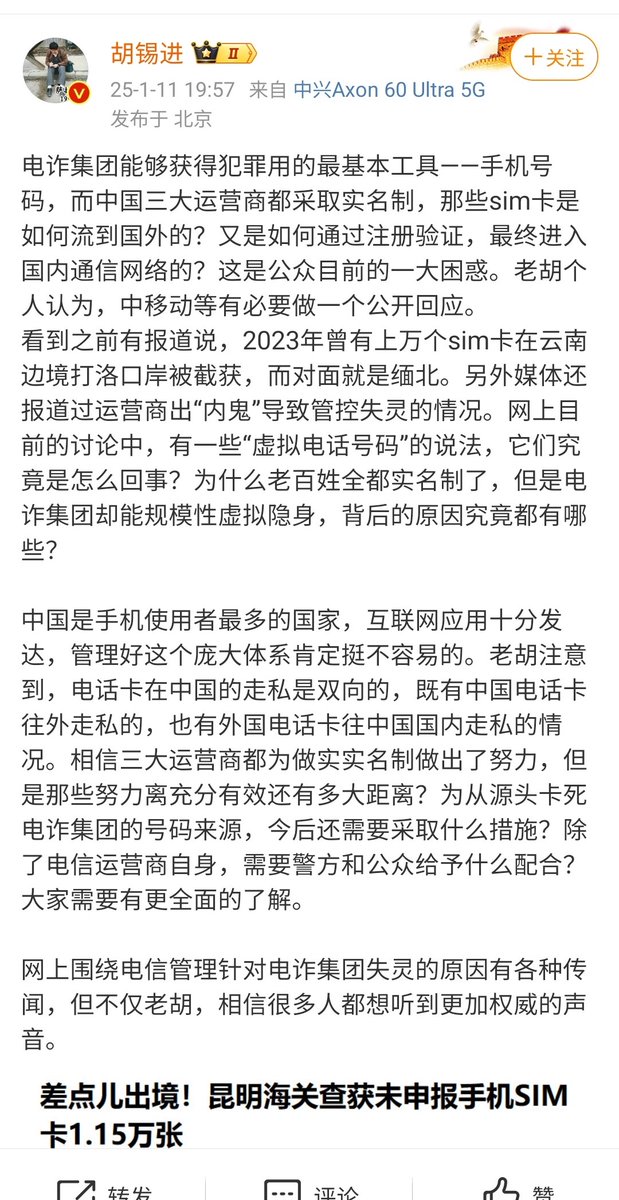 胡锡进 II
+关注
25-1-11 19:57 来自 中兴Axon 60 Ultra 5G
发布于 北京
电诈集团能够获得犯罪用的最基本工具——手机号
码，而中国三大运营商都采取实名制，那些sim卡是
如何流到国外的？又是如何通过注册验证，最终进入
国内通信网络的？这是公众目前的一大困惑。老胡个
人认为，中移动等有必要做一个公开回应。
看到之前有报道说，2023年曾有上万个sim卡在云南
边境打洛口岸被截获，而对面就是缅北。另外媒体还
报道过运营商出“内鬼”导致管控失灵的情况。网上目
前的讨论中，有一些“虚拟电话号码”的说法，它们究
竟是怎么回事？为什么老百姓全都实名制了，但是电
诈集团却能规模性虚拟隐身，背后的原因究竟都有哪
些？
中国是手机使用者最多的国家，互联网应用十分发
达，管理好这个庞大体系肯定挺不容易的。老胡注意
到，电话卡在中国的走私是双向的，既有中国电话卡
往外走私的，也有外国电话卡往中国国内走私的情
况。相信三大运营商都为做实实名制做出了努力，但
是那些努力离充分有效还有多大距离？为从源头卡死
电诈集团的号码来源，今后还需要采取什么措施？除
了电信运营商自身，需要警方和公众给予什么配合？
大家需要有更全面的了解。
网上围绕电信管理针对电诈集团失灵的原因有各种传
闻，但不仅老胡，相信很多人都想听到更加权威的声
音。
差点儿出境！昆明海关查获未申报手机SIM
卡1.15万张
转发
评论
赞